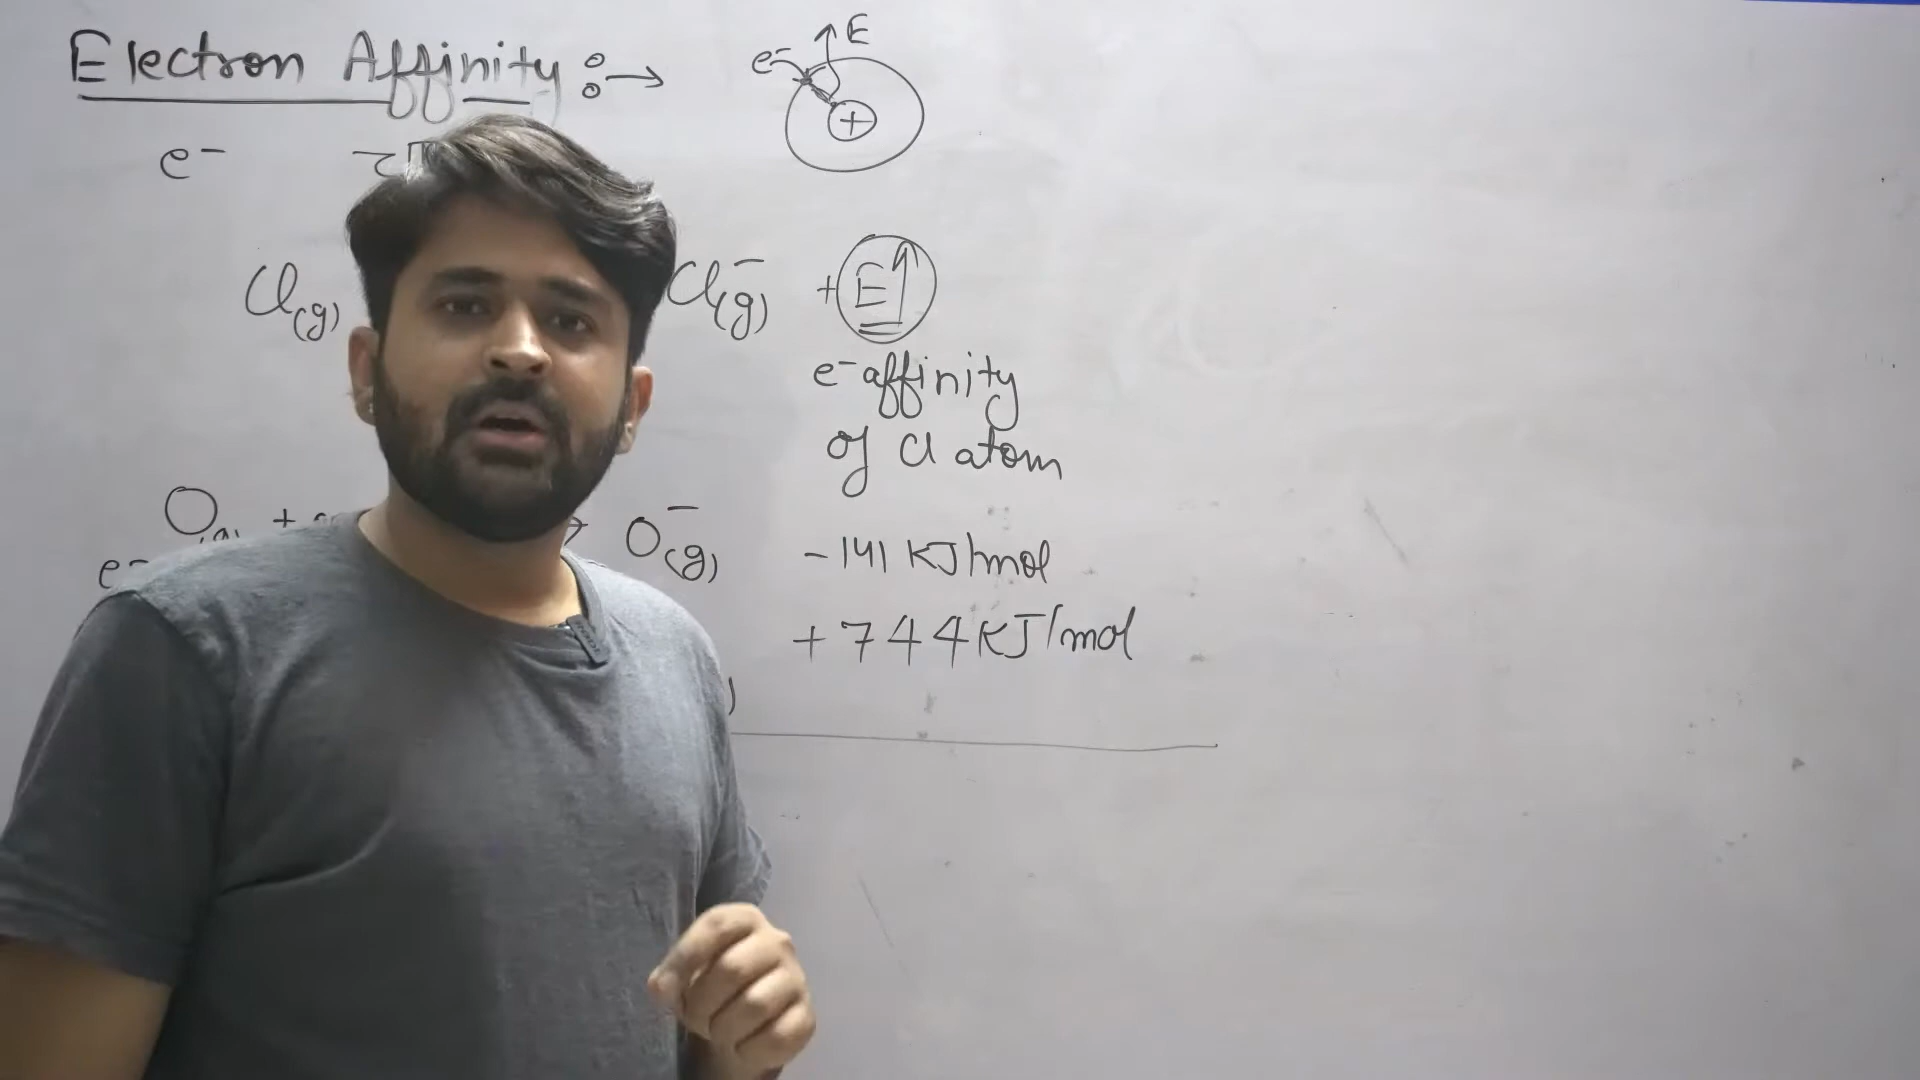 Electron Affinity :→
e- ↑E
+
e-
Cl(g) Cl-(g) + E↑
e- affinity
of Cl atom
O + → O-(g) - 141 KJ/mol
e- + 744 KJ/mol
)